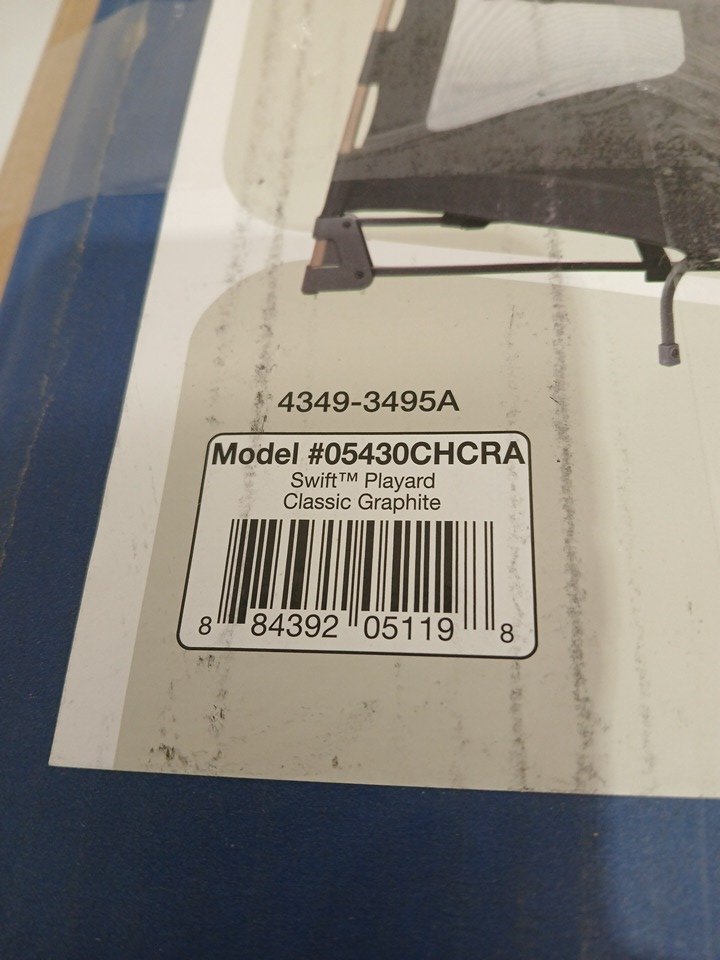 4349-3495A
Model #05430CHCRA
Swift™ Playard
Classic Graphite
8 84392 05119 8